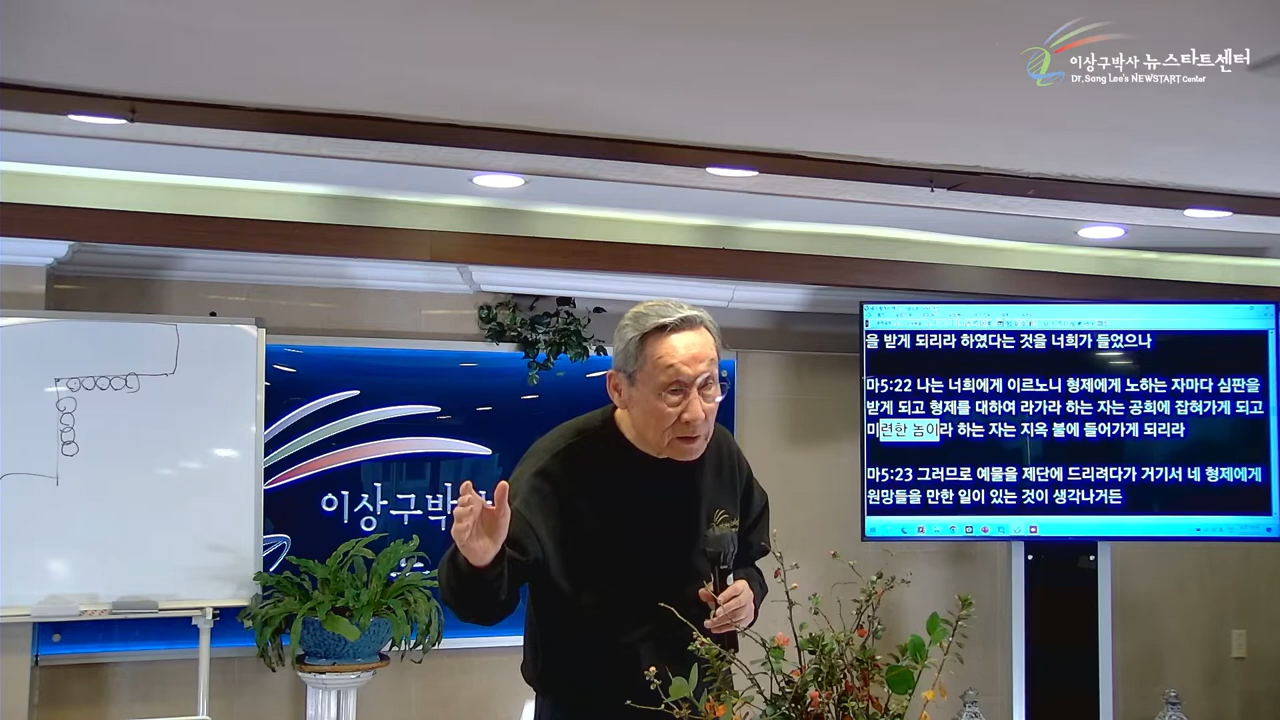 이상구박사 뉴스타트센터
Dr. Sang Lee's NEWSTART Center
을 받게 되리라 하였다는 것을 너희가 들었으나
마5:22 나는 너희에게 이르노니 형제에게 노하는 자마다 심판을
받게 되고 형제를 대하여 라가라 하는 자는 공회에 잡혀가게 되고
미련한 놈이라 하는 자는 지옥 불에 들어가게 되리라
마5:23 그러므로 예물을 제단에 드리려다가 거기서 네 형제에게
원망들을 만한 일이 있는 것이 생각나거든
이상구박